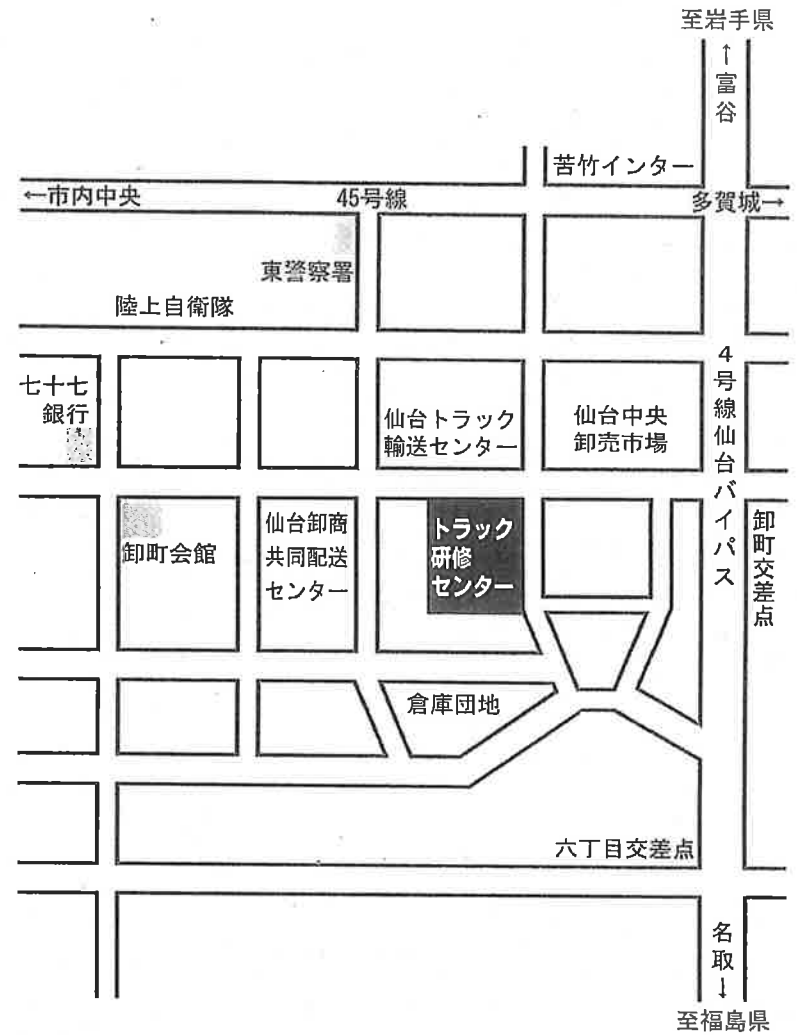 至岩手県
↑富谷
苦竹インター
←市内中央
45号線
多賀城→
東警察署
陸上自衛隊
4号線仙台バイパス
七十七
銀行
仙台トラック
輸送センター
仙台中央
卸売市場
卸町会館
仙台卸商
共同配送
センター
トラック
研修
センター
卸町交差点
倉庫団地
六丁目交差点
名取↓
至福島県